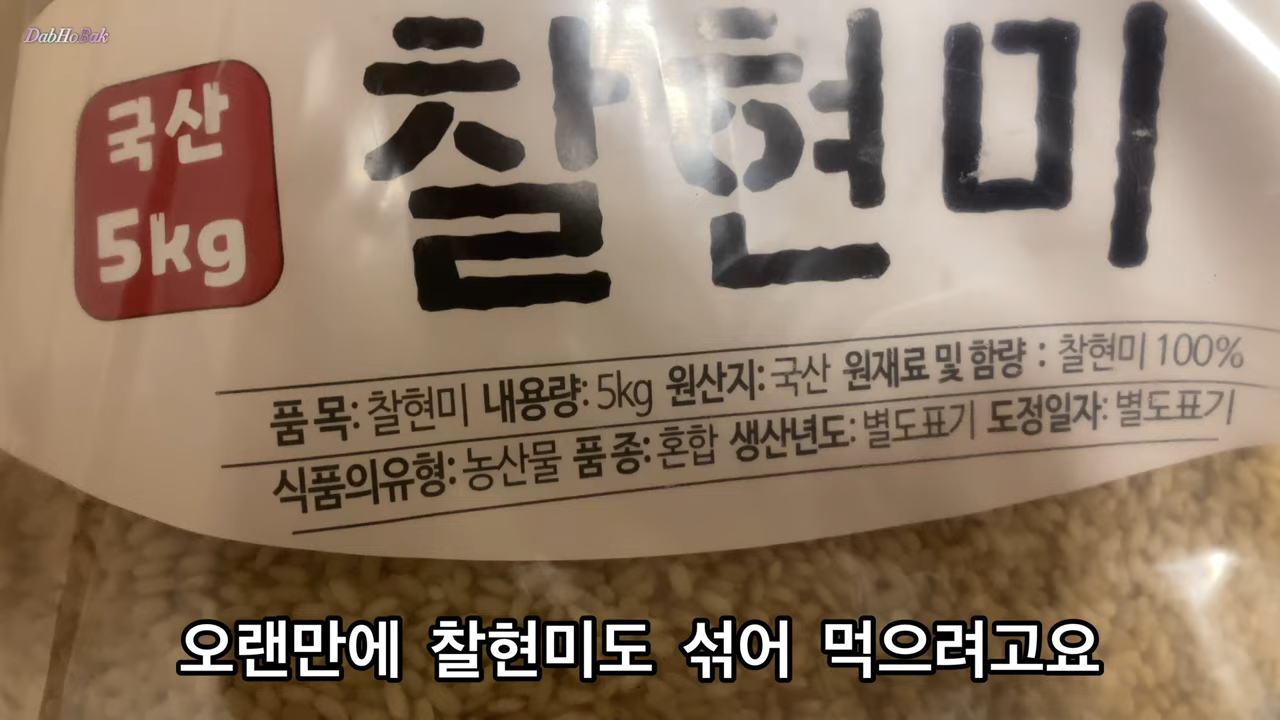 DabHoBak
국산
5kg
찰현미
품 목: 찰현미 내용량: 5kg 원산지: 국산 원재료 및 함량 : 찰현미 100%
식품의유형: 농산물 품 종: 혼합 생산년도: 별도표기 도정일자: 별도표기
오랜만에 찰현미도 섞어 먹으려고요